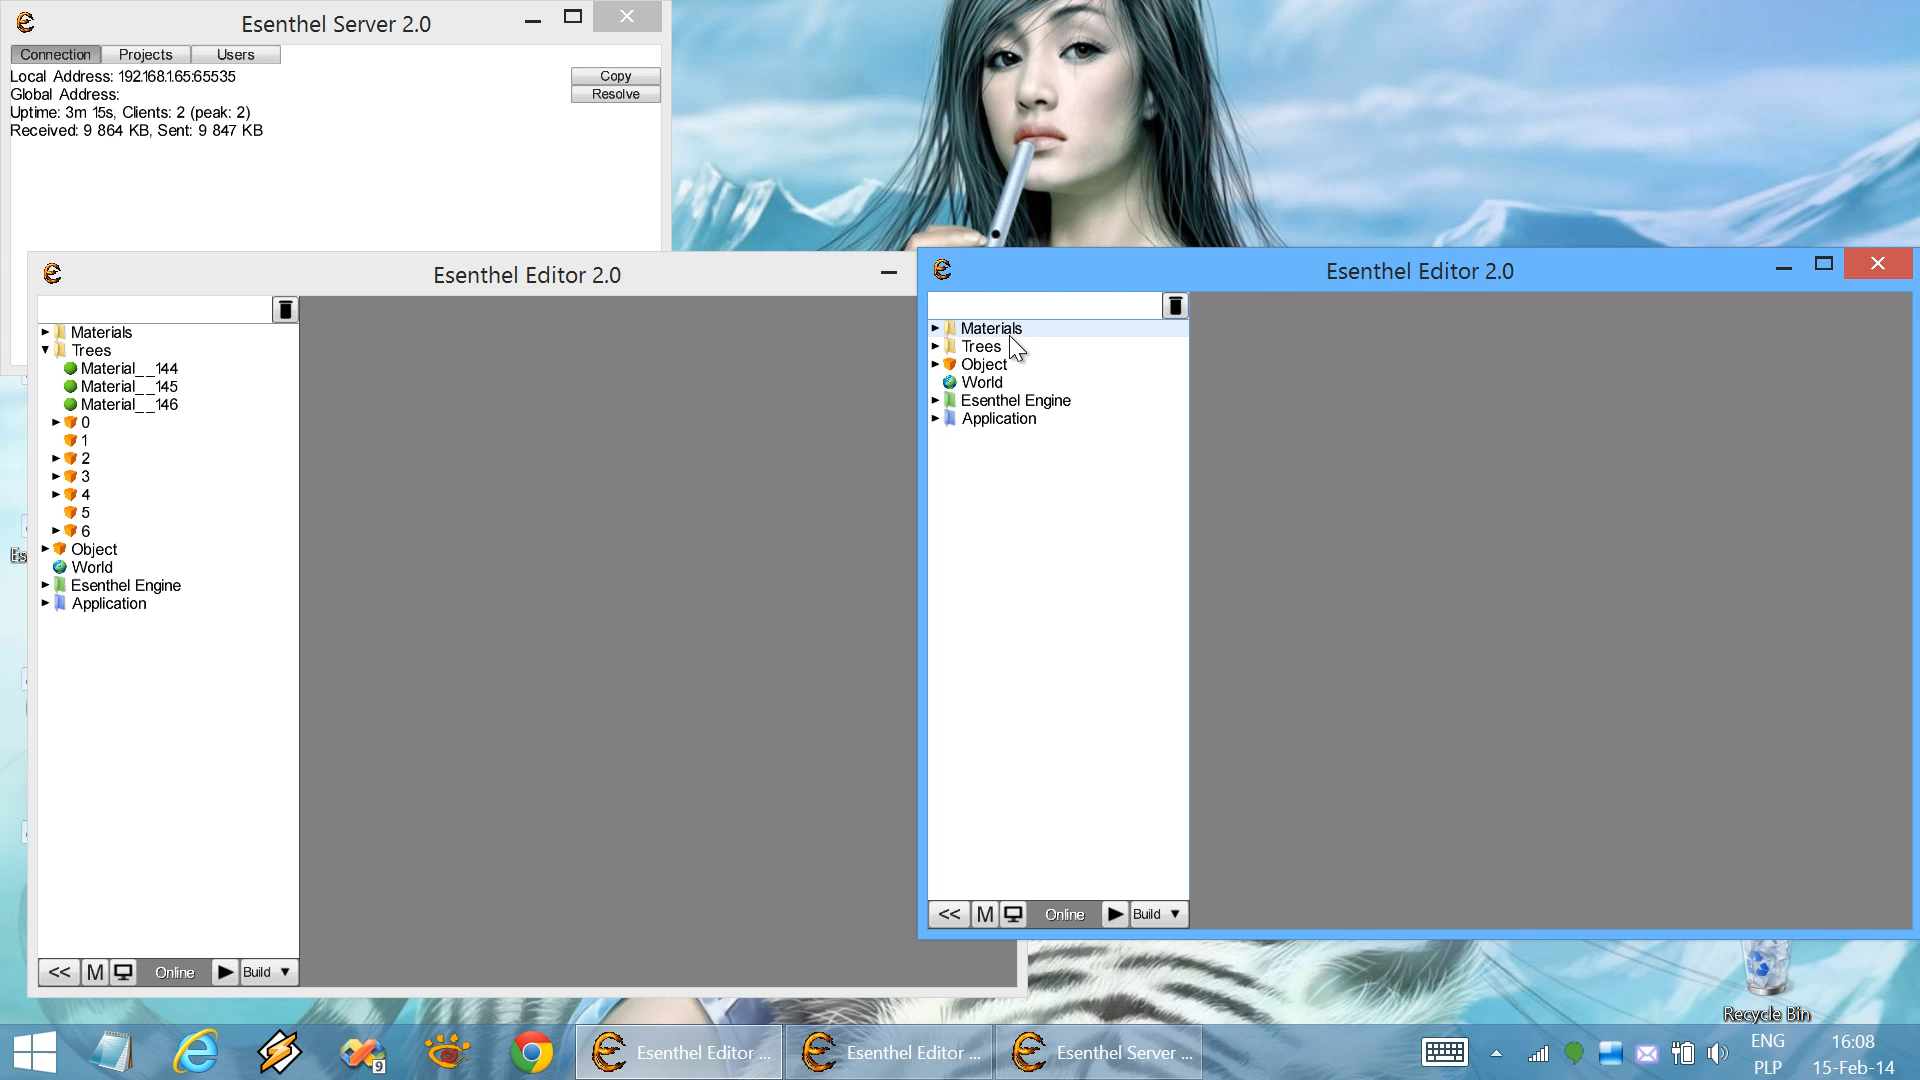 Esenthel Server 2.0
Connection Projects Users
Local Address: 192.168.1.65:65535
Global Address:
Uptime: 3m 15s, Clients: 2 (peak: 2)
Received: 9 864 KB, Sent: 9 847 KB
Copy
Resolve
Esenthel Editor 2.0
Materials
Trees
Material__144
Material__145
Material__146
0
1
2
3
4
5
6
Object
World
Esenthel Engine
Application
<< M Online Build
Esenthel Editor 2.0
Materials
Trees
Object
World
Esenthel Engine
Application
<< M Online Build
Es
Recycle Bin
9
Esenthel Editor ...
Esenthel Editor ...
Esenthel Server ...
ENG
PLP
16:08
15-Feb-14